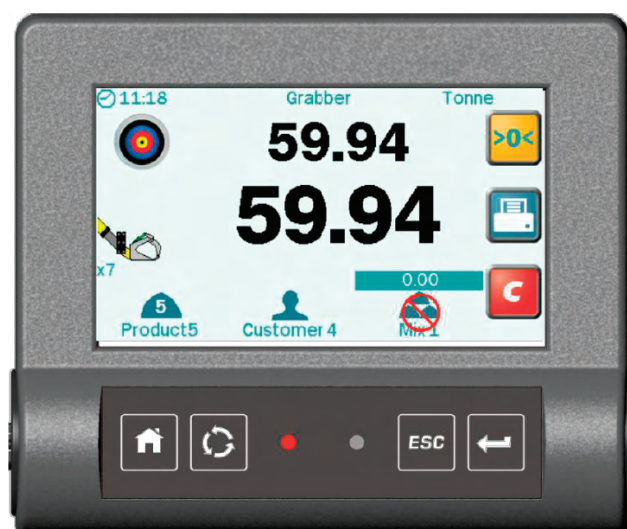 11:18 Grabber Tonne
59.94
>0<
59.94
x7
0.00
C
5
Product5 Customer 4 Mix 1
ESC